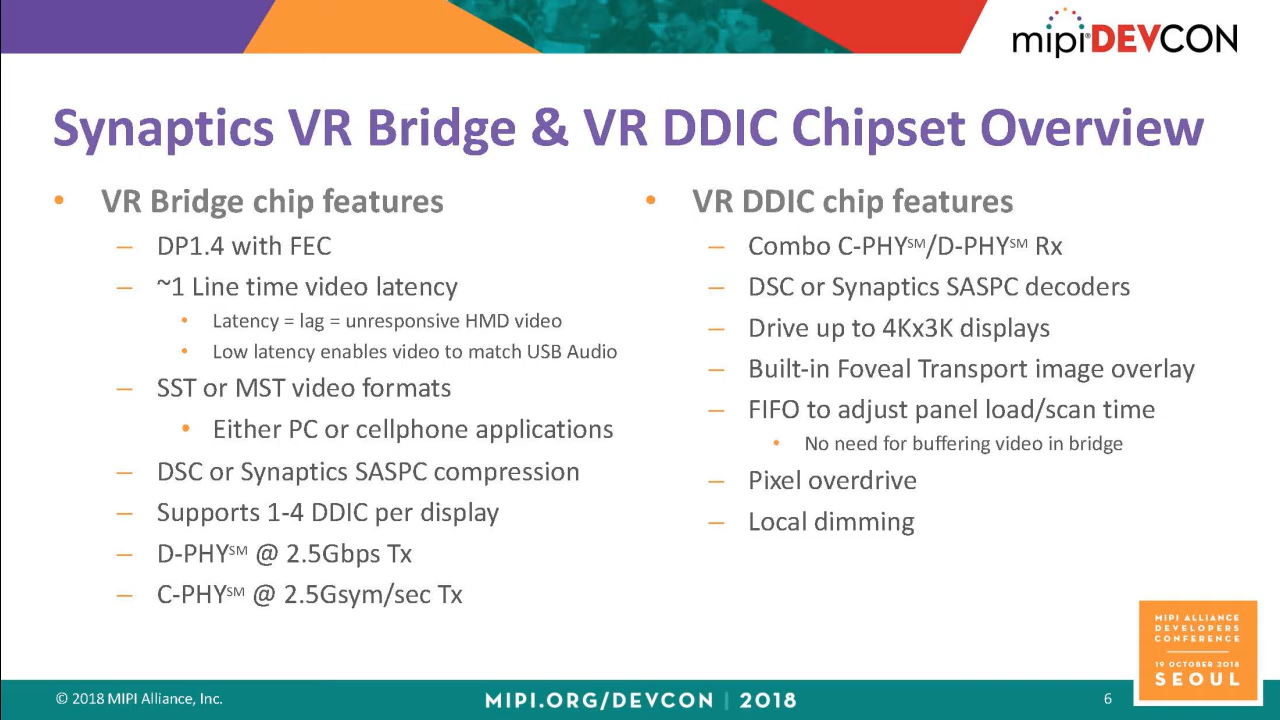 mipi® DEVCON
Synaptics VR Bridge & VR DDIC Chipset Overview
• VR Bridge chip features
– DP1.4 with FEC
– ~1 Line time video latency
• Latency = lag = unresponsive HMD video
• Low latency enables video to match USB Audio
– SST or MST video formats
• Either PC or cellphone applications
– DSC or Synaptics SASPC compression
– Supports 1-4 DDIC per display
– D-PHY℠ @ 2.5Gbps Tx
– C-PHY℠ @ 2.5Gsym/sec Tx
• VR DDIC chip features
– Combo C-PHY℠/D-PHY℠ Rx
– DSC or Synaptics SASPC decoders
– Drive up to 4Kx3K displays
– Built-in Foveal Transport image overlay
– FIFO to adjust panel load/scan time
• No need for buffering video in bridge
– Pixel overdrive
– Local dimming
MIPI ALLIANCE
DEVELOPERS
CONFERENCE
19 OCTOBER 2018
SEOUL
© 2018 MIPI Alliance, Inc.
MIPI.ORG/DEVCON | 2018
6